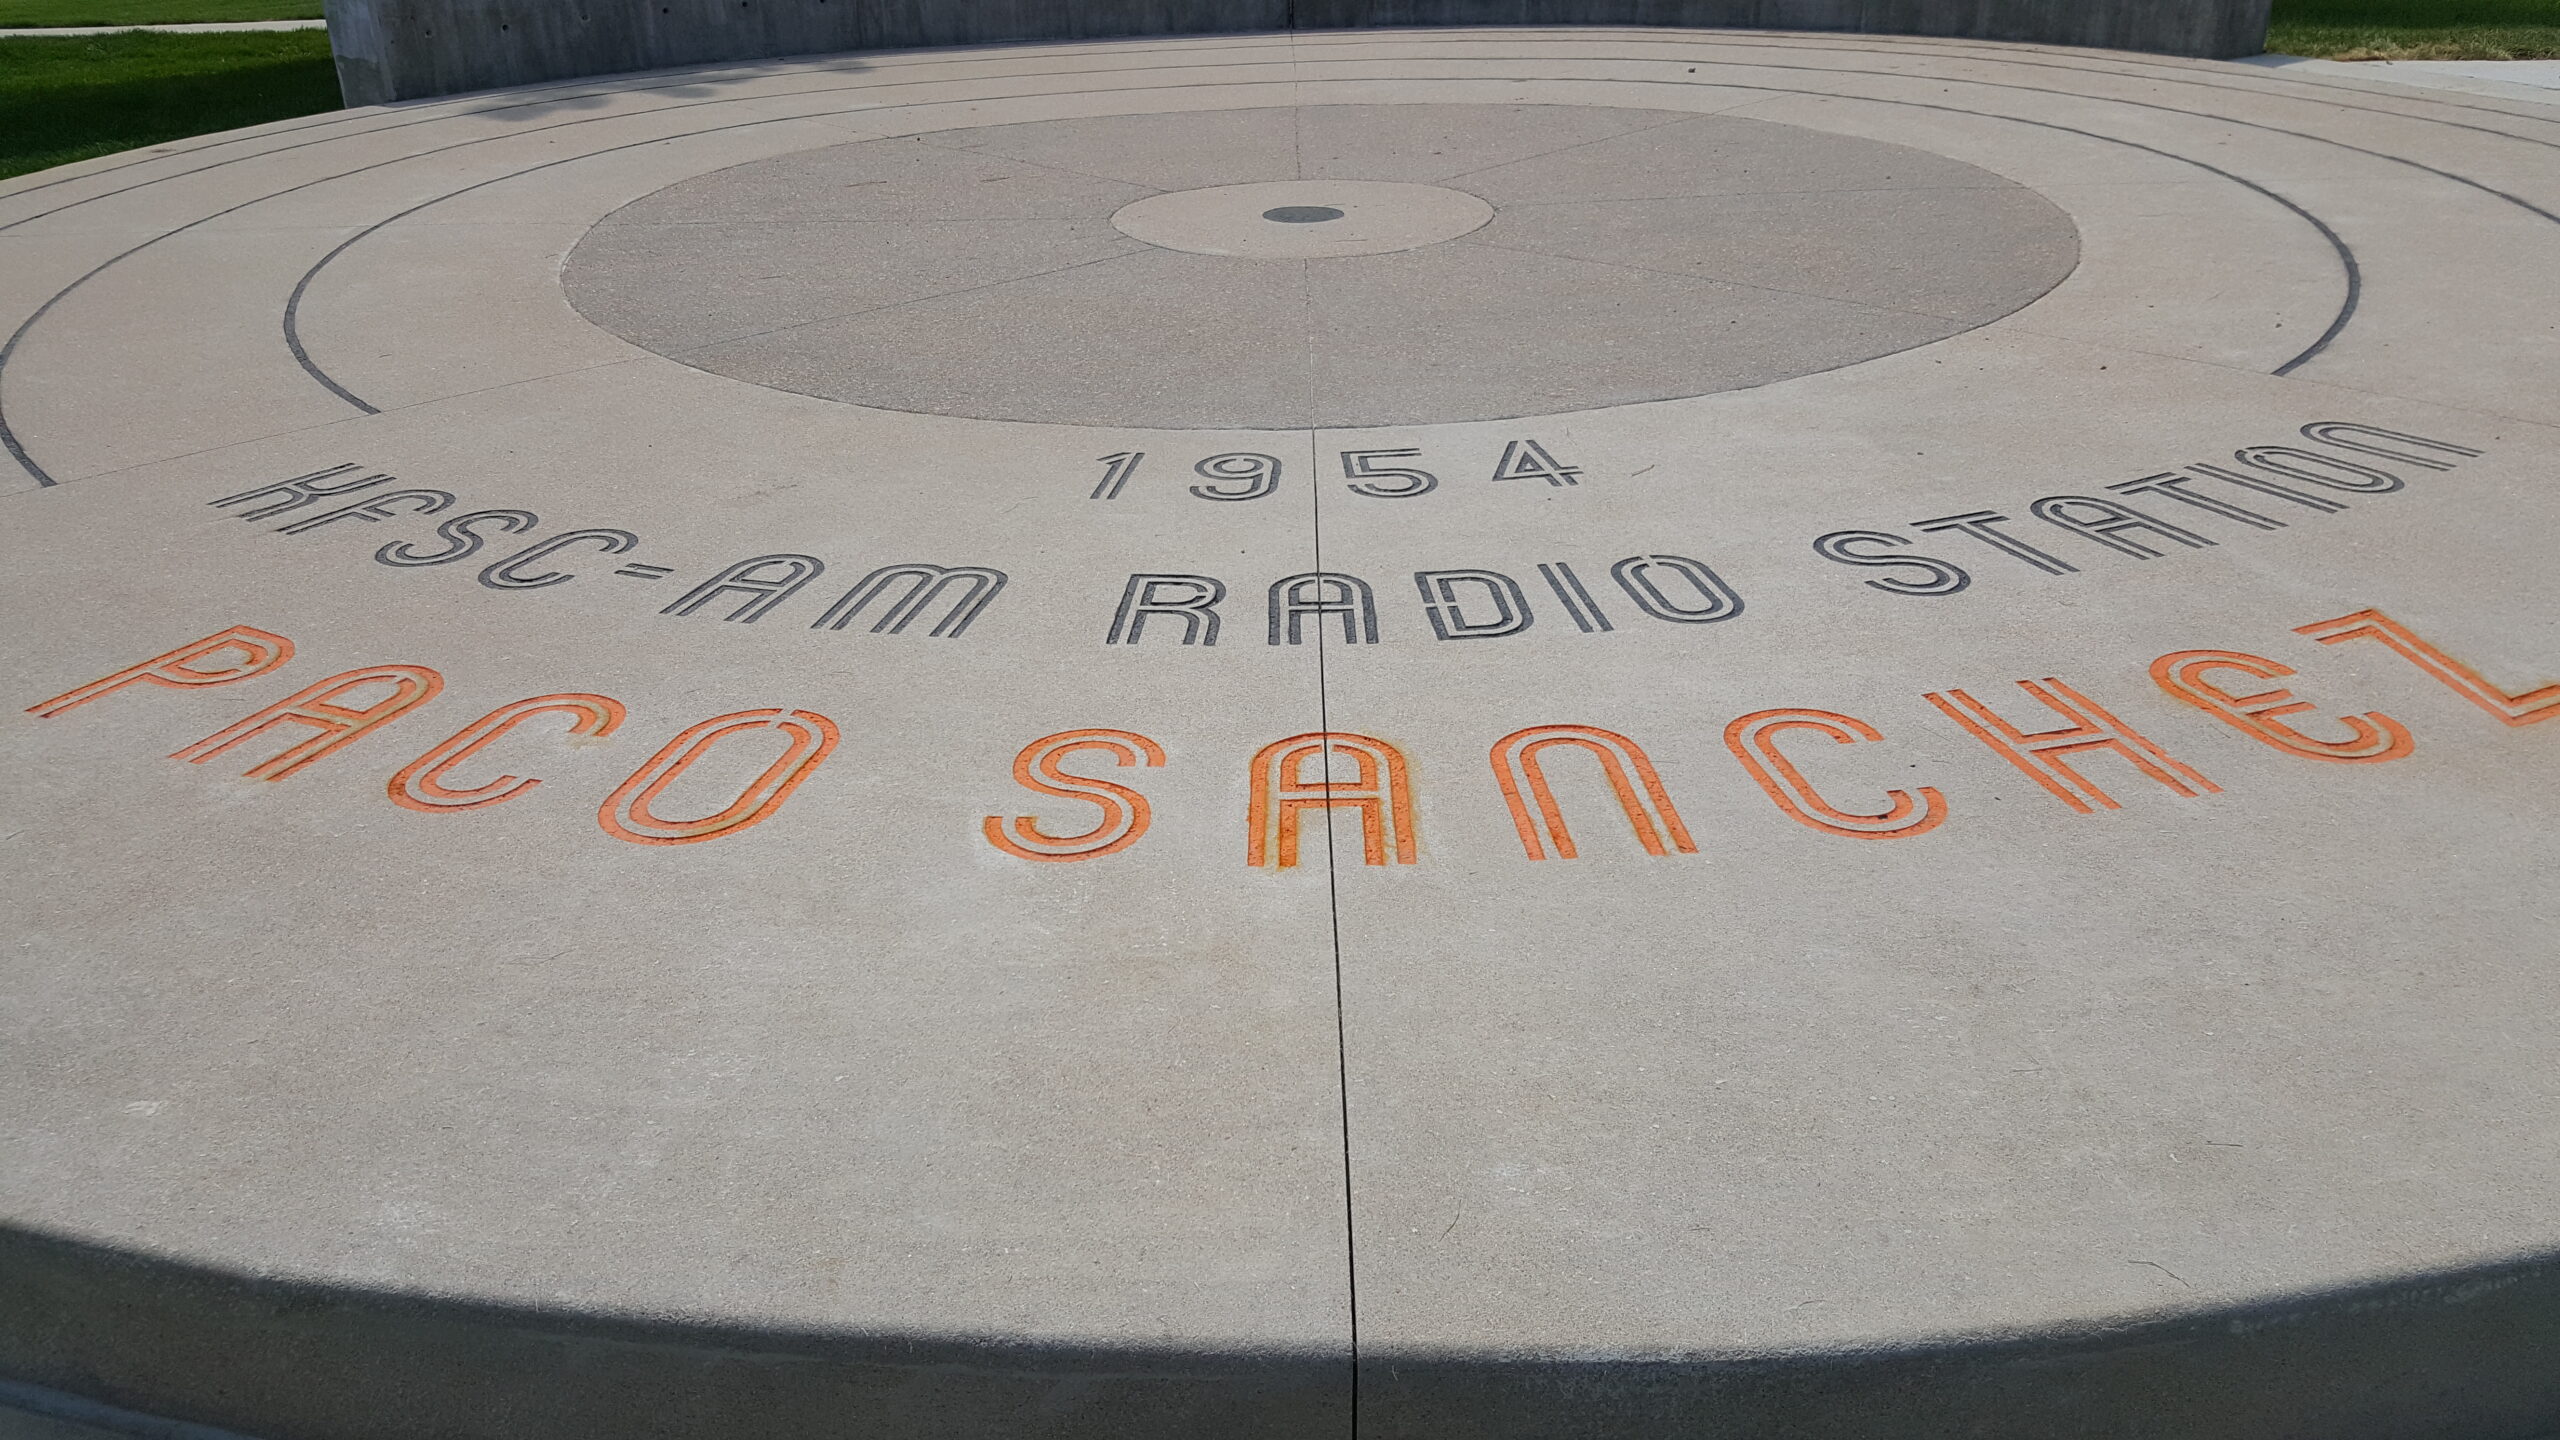 1954
KFSC-AM RADIO STATION
PACO SANCHEZ